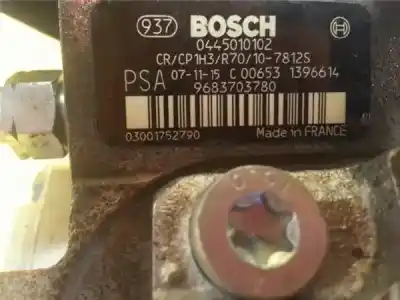 937 BOSCH
0445010102
CR/CP1H3/R70/10-7812S
PSA 07-11-15 C 00653 1396614
9683703780
03001752790 Made in FRANCE